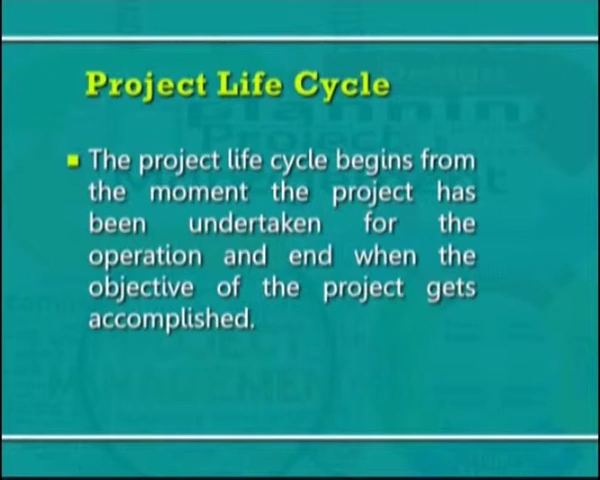 Project Life Cycle
The project life cycle begins from
the moment the project has
been undertaken for the
operation and end when the
objective of the project gets
accomplished.